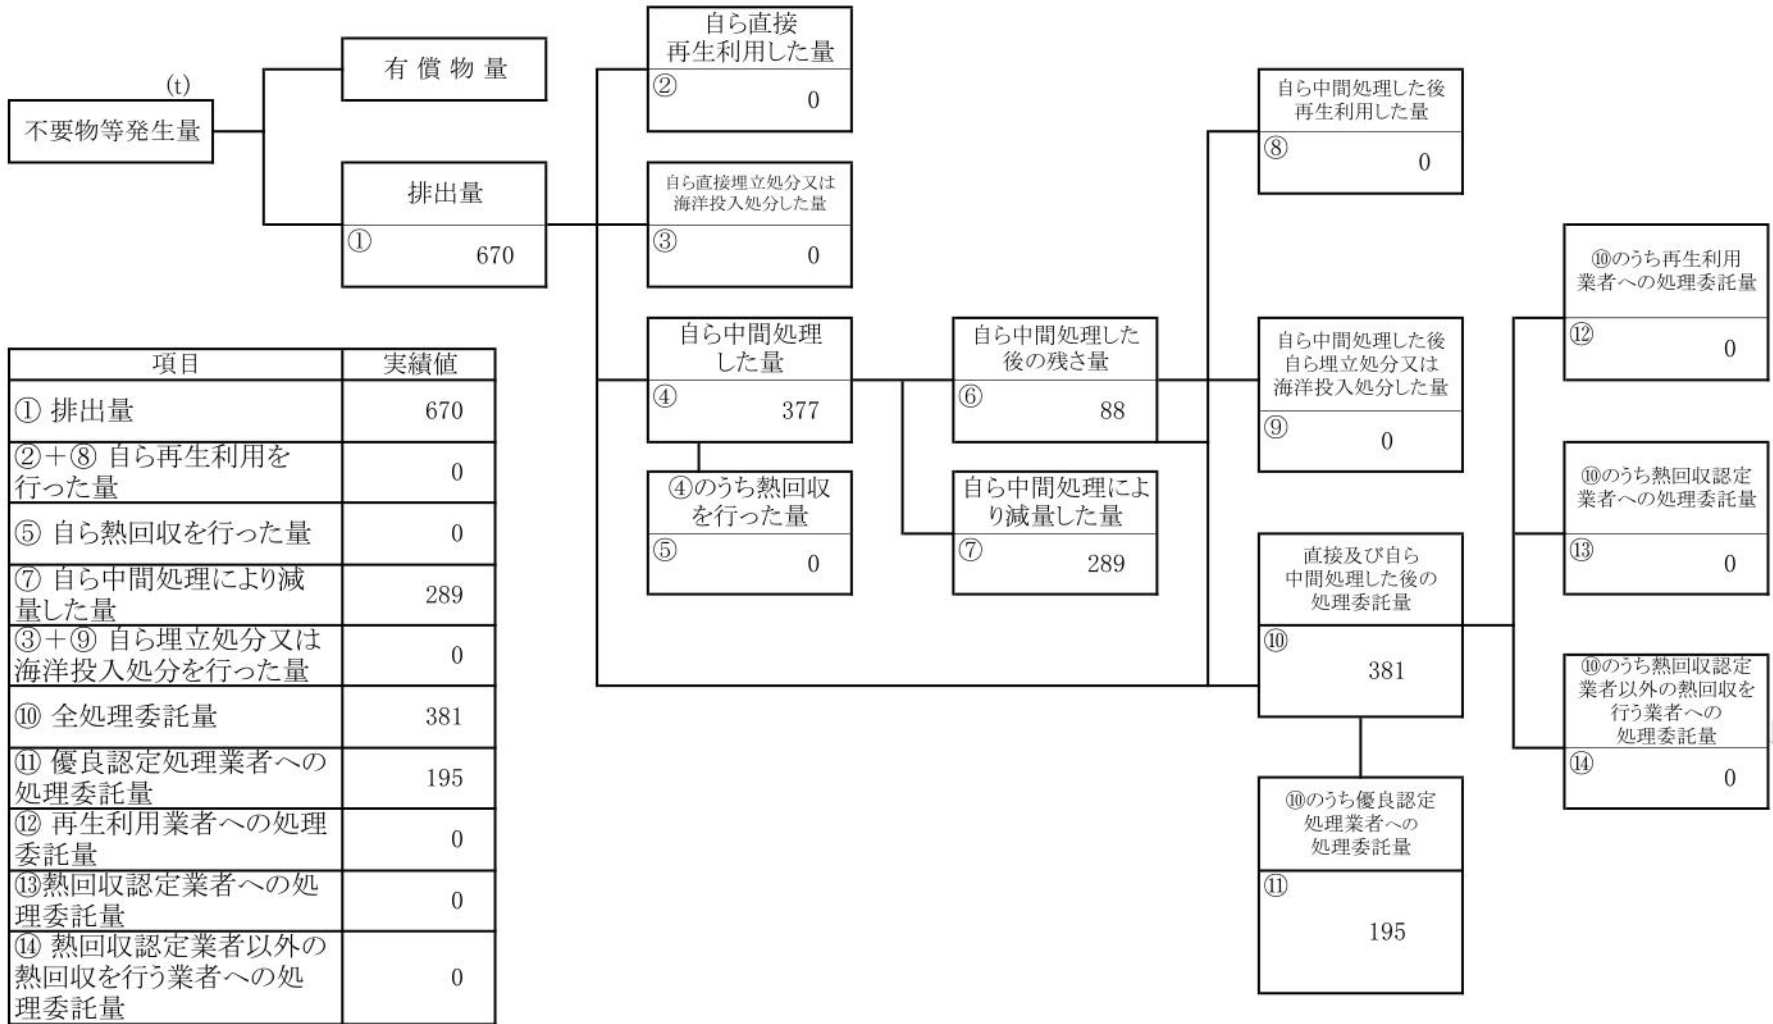 (t)
不要物等発生量
有 償 物 量
排出量
①
670
自ら直接
再生利用した量
②
0
自ら直接埋立処分又は
海洋投入処分した量
③
0
自ら中間処理
した量
④
377
④のうち熱回収
を行った量
⑤
0
自ら中間処理した
後の残さ量
⑥
88
自ら中間処理によ
り減量した量
⑦
289
自ら中間処理した後
再生利用した量
⑧
0
自ら中間処理した後
自ら埋立処分又は
海洋投入処分した量
⑨
0
直接及び自ら
中間処理した後の
処理委託量
⑩
381
⑩のうち優良認定
処理業者への
処理委託量
⑪
195
⑩のうち再生利用
業者への処理委託量
⑫
0
⑩のうち熱回収認定
業者への処理委託量
⑬
0
⑩のうち熱回収認定
業者以外の熱回収を
行う業者への
処理委託量
⑭
0
項目 実績値
① 排出量 670
②＋⑧ 自ら再生利用を
行った量 0
⑤ 自ら熱回収を行った量 0
⑦ 自ら中間処理により減
量した量 289
③＋⑨ 自ら埋立処分又は
海洋投入処分を行った量 0
⑩ 全処理委託量 381
⑪ 優良認定処理業者への
処理委託量 195
⑫ 再生利用業者への処理
委託量 0
⑬熱回収認定業者への処
理委託量 0
⑭ 熱回収認定業者以外の
熱回収を行う業者への処
理委託量 0